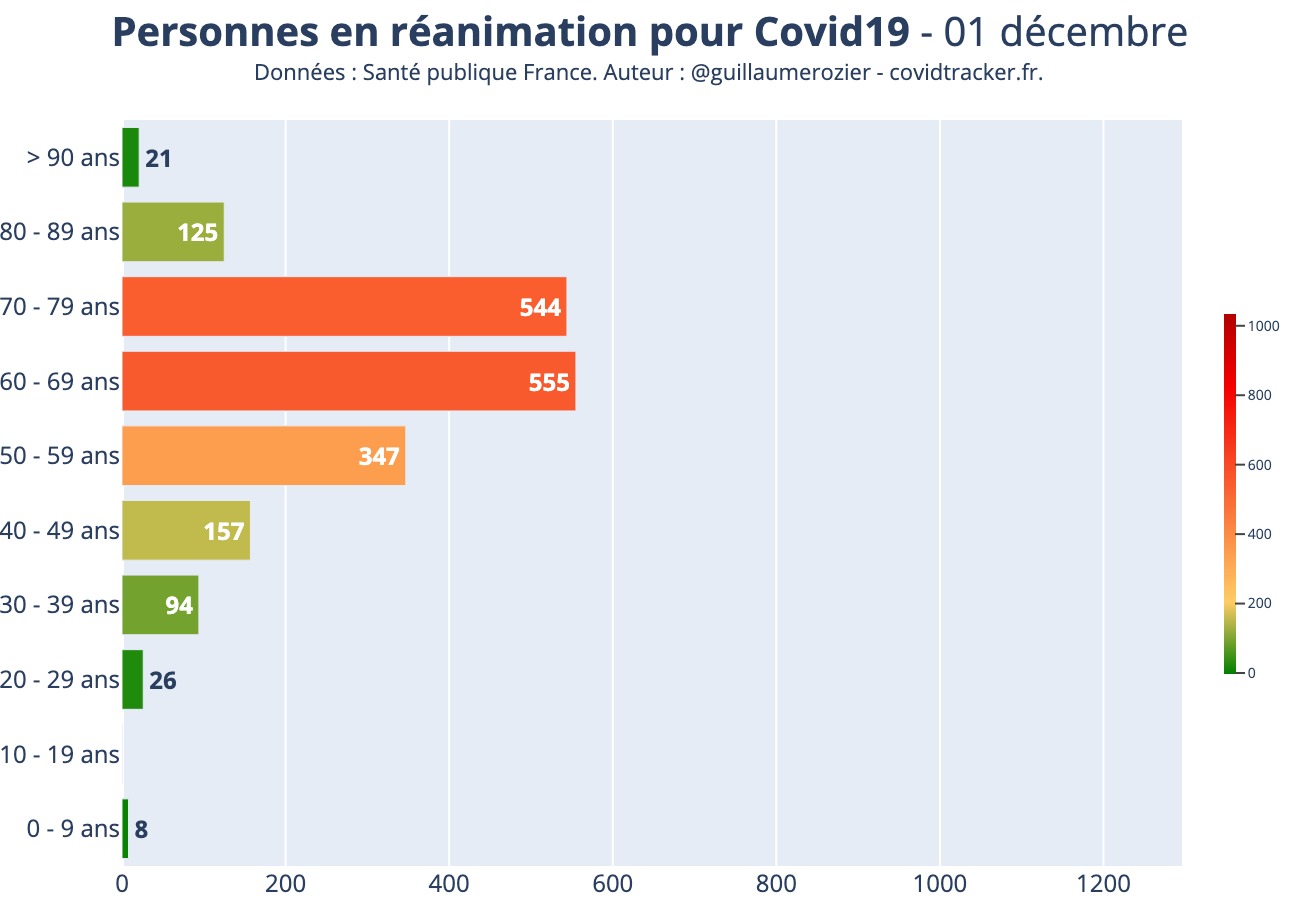 Personnes en réanimation pour Covid19 - 01 décembre
Données : Santé publique France. Auteur : @guillaumerozier - covidtracker.fr.
> 90 ans 21
80 - 89 ans 125
70 - 79 ans 544
60 - 69 ans 555
50 - 59 ans 347
40 - 49 ans 157
30 - 39 ans 94
20 - 29 ans 26
10 - 19 ans
0 - 9 ans 8
0 200 400 600 800 1000 1200
1000
800
600
400
200
0